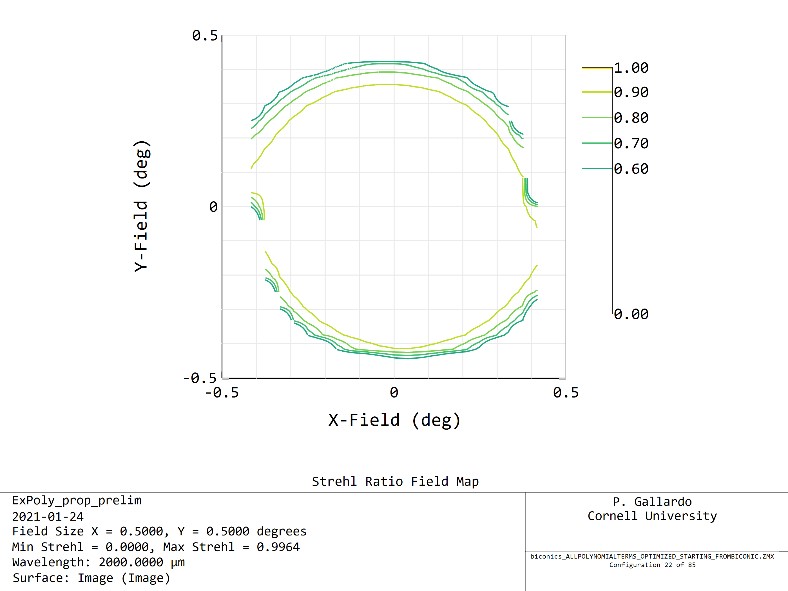 0.5
0
-0.5
-0.5
0
0.5
Y-Field (deg)
X-Field (deg)
1.00
0.90
0.80
0.70
0.60
0.00
Strehl Ratio Field Map
ExPoly_prop_prelim
2021-01-24
Field Size X = 0.5000, Y = 0.5000 degrees
Min Strehl = 0.0000, Max Strehl = 0.9964
Wavelength: 2000.0000 µm
Surface: Image (Image)
P. Gallardo
Cornell University
biconics_ALLPOLYNOMIALTERMS_OPTIMIZED_STARTING_FROMBICONIC.ZMX
Configuration 22 of 85